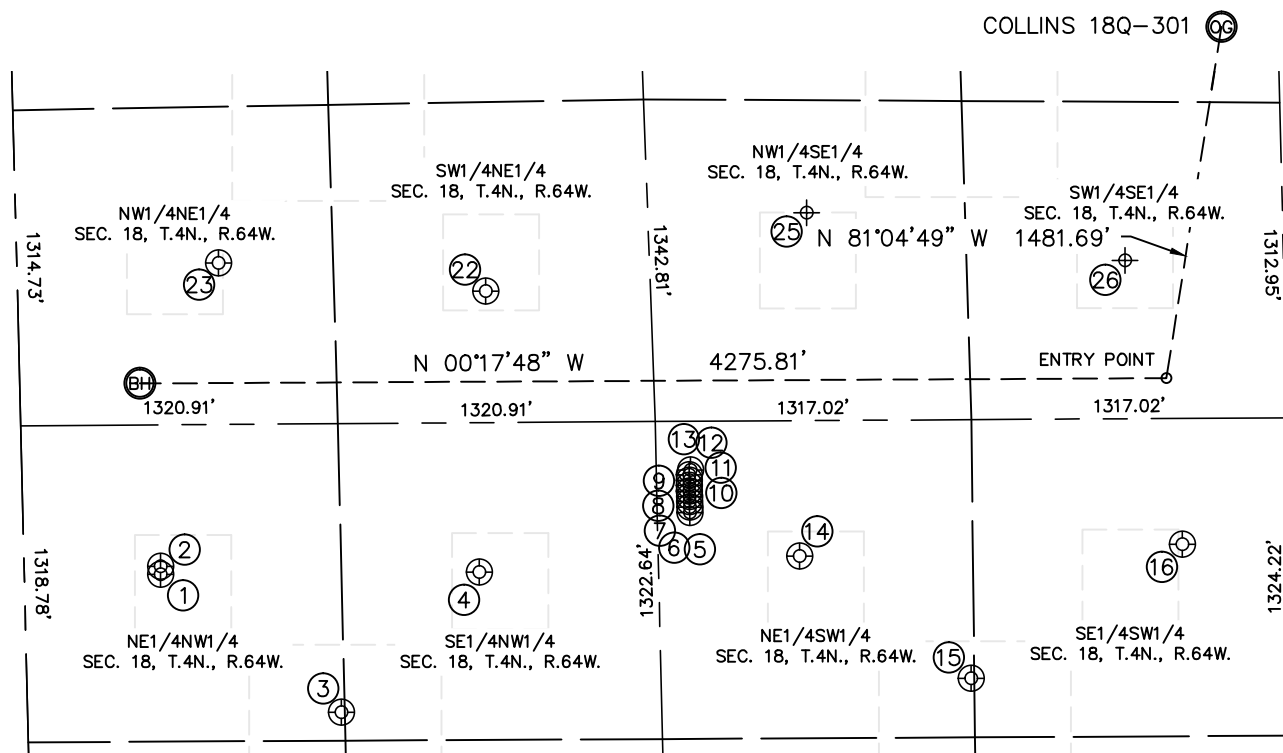 COLLINS 18Q-301 OG
NW1/4SE1/4
SEC. 18, T.4N., R.64W.
SW1/4NE1/4
SEC. 18, T.4N., R.64W.
SW1/4SE1/4
SEC. 18, T.4N., R.64W.
NW1/4NE1/4
SEC. 18, T.4N., R.64W.
25
N 81°04'49" W 1481.69'
1314.73'
1342.81'
1312.95'
23
22
26
N 00°17'48" W 4275.81'
ENTRY POINT
BH
1320.91'
1320.91'
1317.02'
1317.02'
13
12
11
9
10
8
7
6
5
14
2
1
4
16
1318.78'
1322.64'
1324.22'
NE1/4NW1/4
SEC. 18, T.4N., R.64W.
SE1/4NW1/4
SEC. 18, T.4N., R.64W.
NE1/4SW1/4
SEC. 18, T.4N., R.64W.
SE1/4SW1/4
SEC. 18, T.4N., R.64W.
15
3